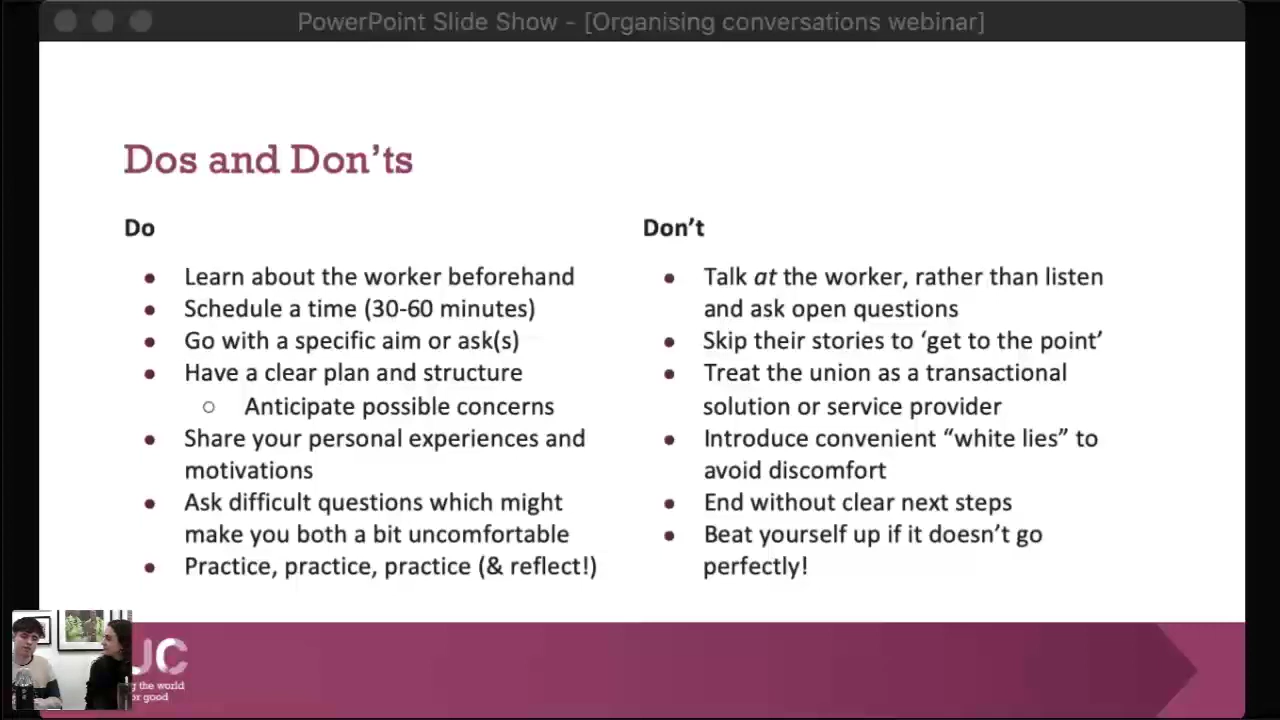 PowerPoint Slide Show - [Organising conversations webinar]
Dos and Don’ts
Do
Learn about the worker beforehand
Schedule a time (30-60 minutes)
Go with a specific aim or ask(s)
Have a clear plan and structure
Anticipate possible concerns
Share your personal experiences and
motivations
Ask difficult questions which might
make you both a bit uncomfortable
Practice, practice, practice (& reflect!)
Don’t
Talk at the worker, rather than listen
and ask open questions
Skip their stories to ‘get to the point’
Treat the union as a transactional
solution or service provider
Introduce convenient “white lies” to
avoid discomfort
End without clear next steps
Beat yourself up if it doesn’t go
perfectly!
UC
the world
good